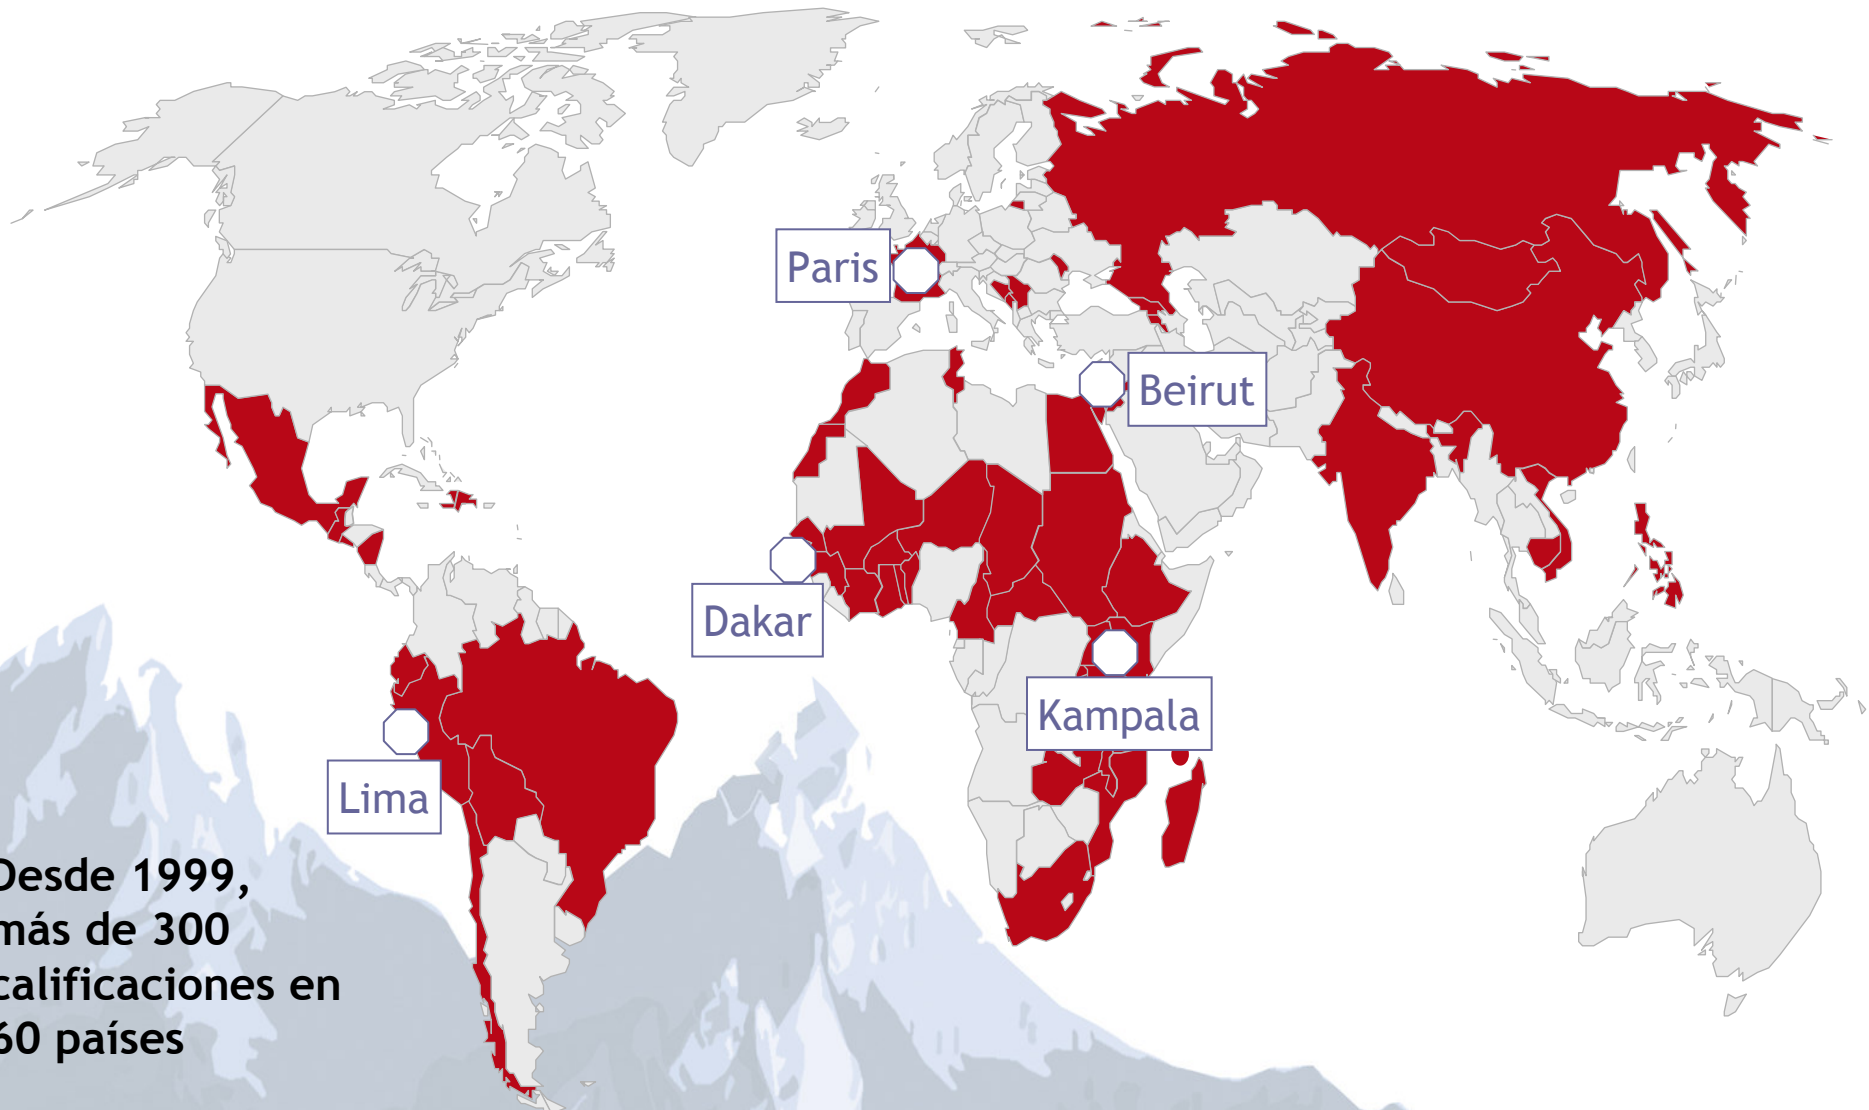 Paris
Beirut
Dakar
Kampala
Lima
Desde 1999,
más de 300
calificaciones en
60 países